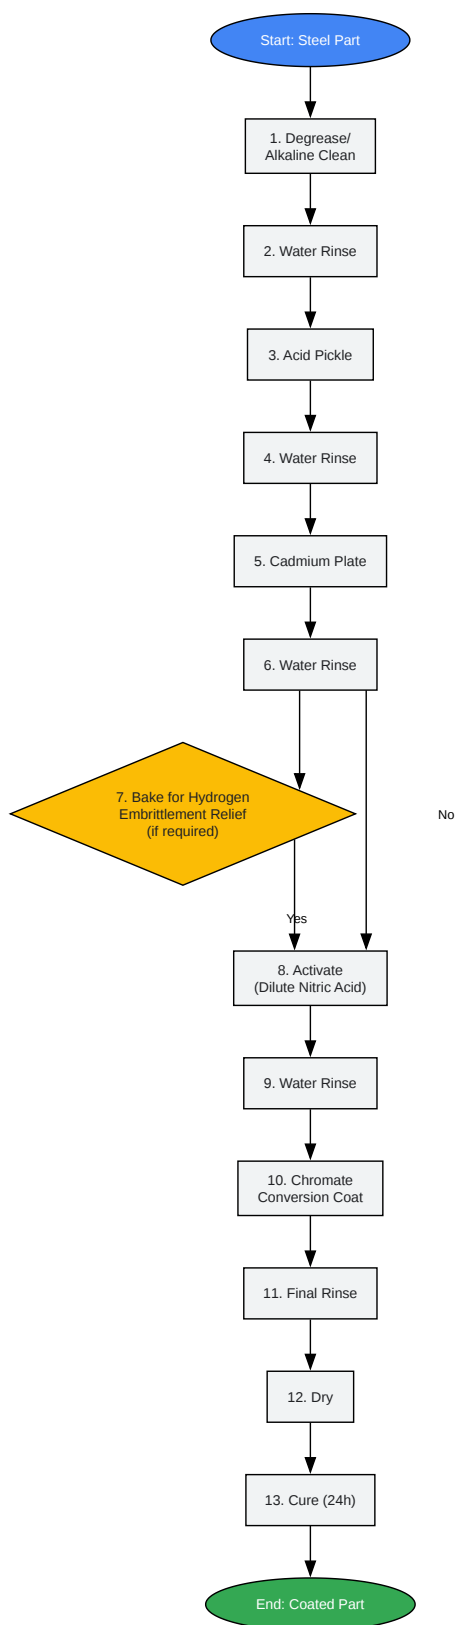 Start: Steel Part
1. Degrease/
Alkaline Clean
2. Water Rinse
3. Acid Pickle
4. Water Rinse
5. Cadmium Plate
6. Water Rinse
7. Bake for Hydrogen
Embrittlement Relief
(if required)
No
Yes
8. Activate
(Dilute Nitric Acid)
9. Water Rinse
10. Chromate
Conversion Coat
11. Final Rinse
12. Dry
13. Cure (24h)
End: Coated Part